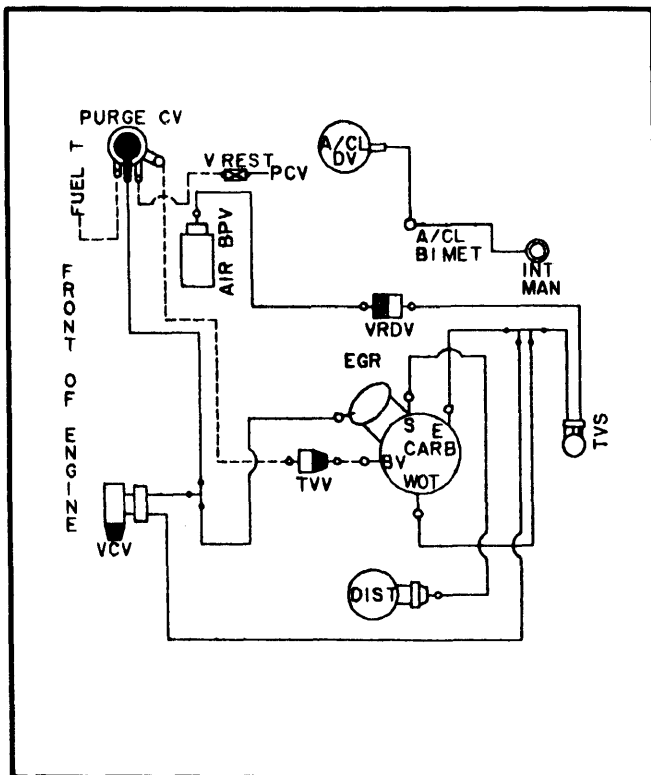 PURGE CV
FUEL T
V REST
PCV
A/CL
DV
AIR BPV
A/CL
BIMET
INT
MAN
FRONT OF ENGINE
VRDV
EGR
S
E
CARB
BV
WOT
TVS
TVV
VCV
DIST